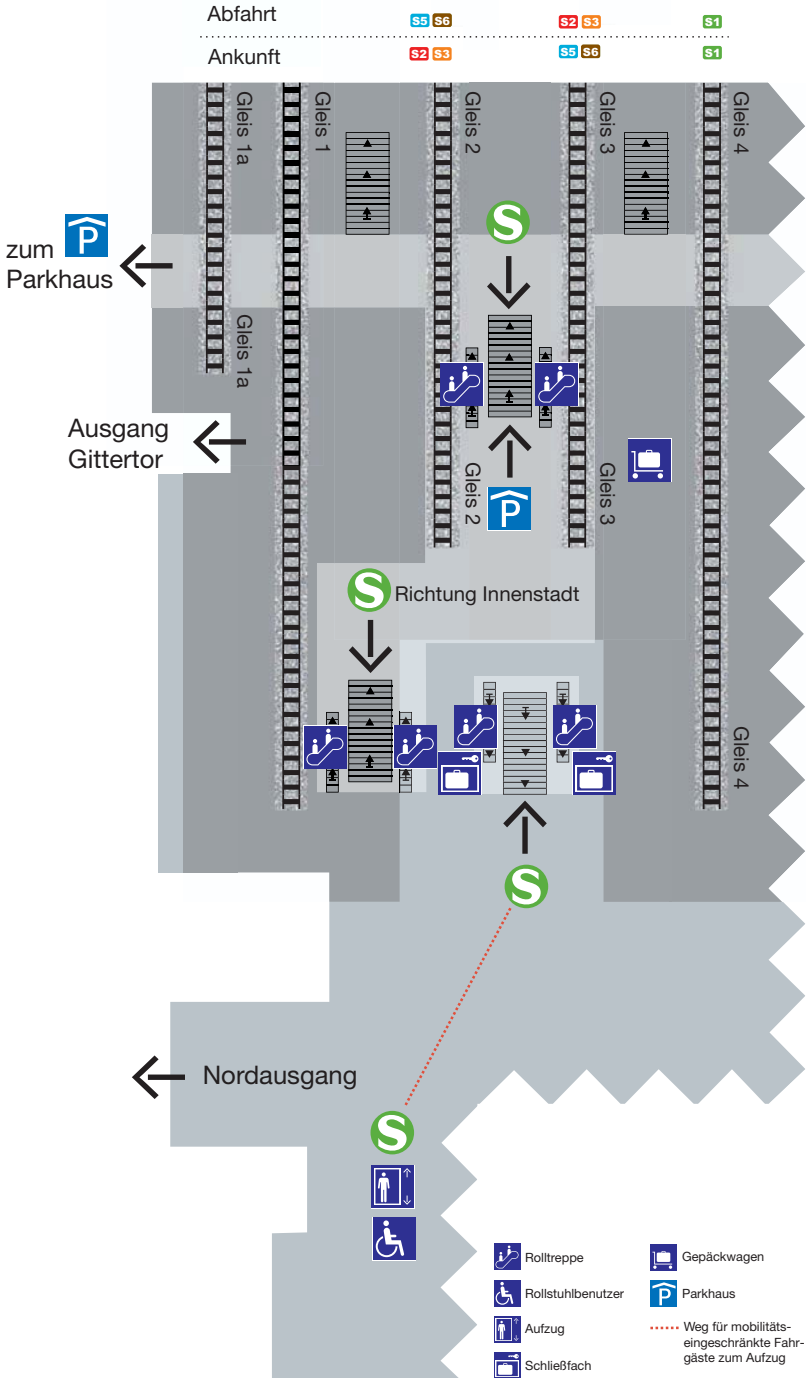 Abfahrt S5 S6 S2 S3 S1
Ankunft S2 S3 S5 S6 S1
Gleis 1a
Gleis 1
Gleis 2
Gleis 3
Gleis 4
S
zum P
Parkhaus
Gleis 1a
Ausgang
Gittertor
Gleis 2
Gleis 3
P
S Richtung Innenstadt
Gleis 4
S
Nordausgang
S
Rolltreppe
Rollstuhlbenutzer
Aufzug
Schließfach
Gepäckwagen
P Parkhaus
Weg für mobilitäts-
eingeschränkte Fahr-
gäste zum Aufzug